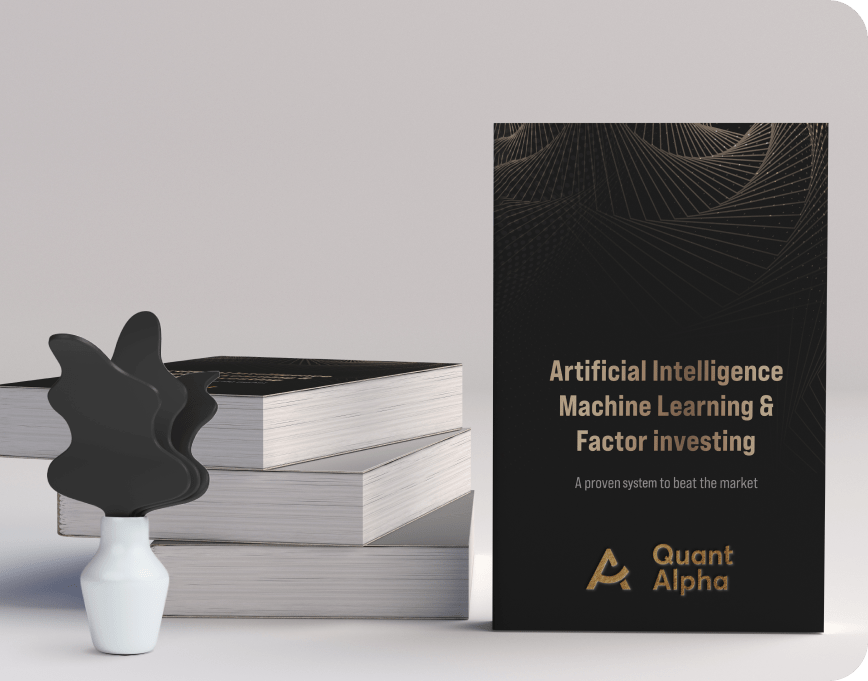 Artificial Intelligence
Machine Learning &
Factor investing
A proven system to beat the market
Quant
Alpha